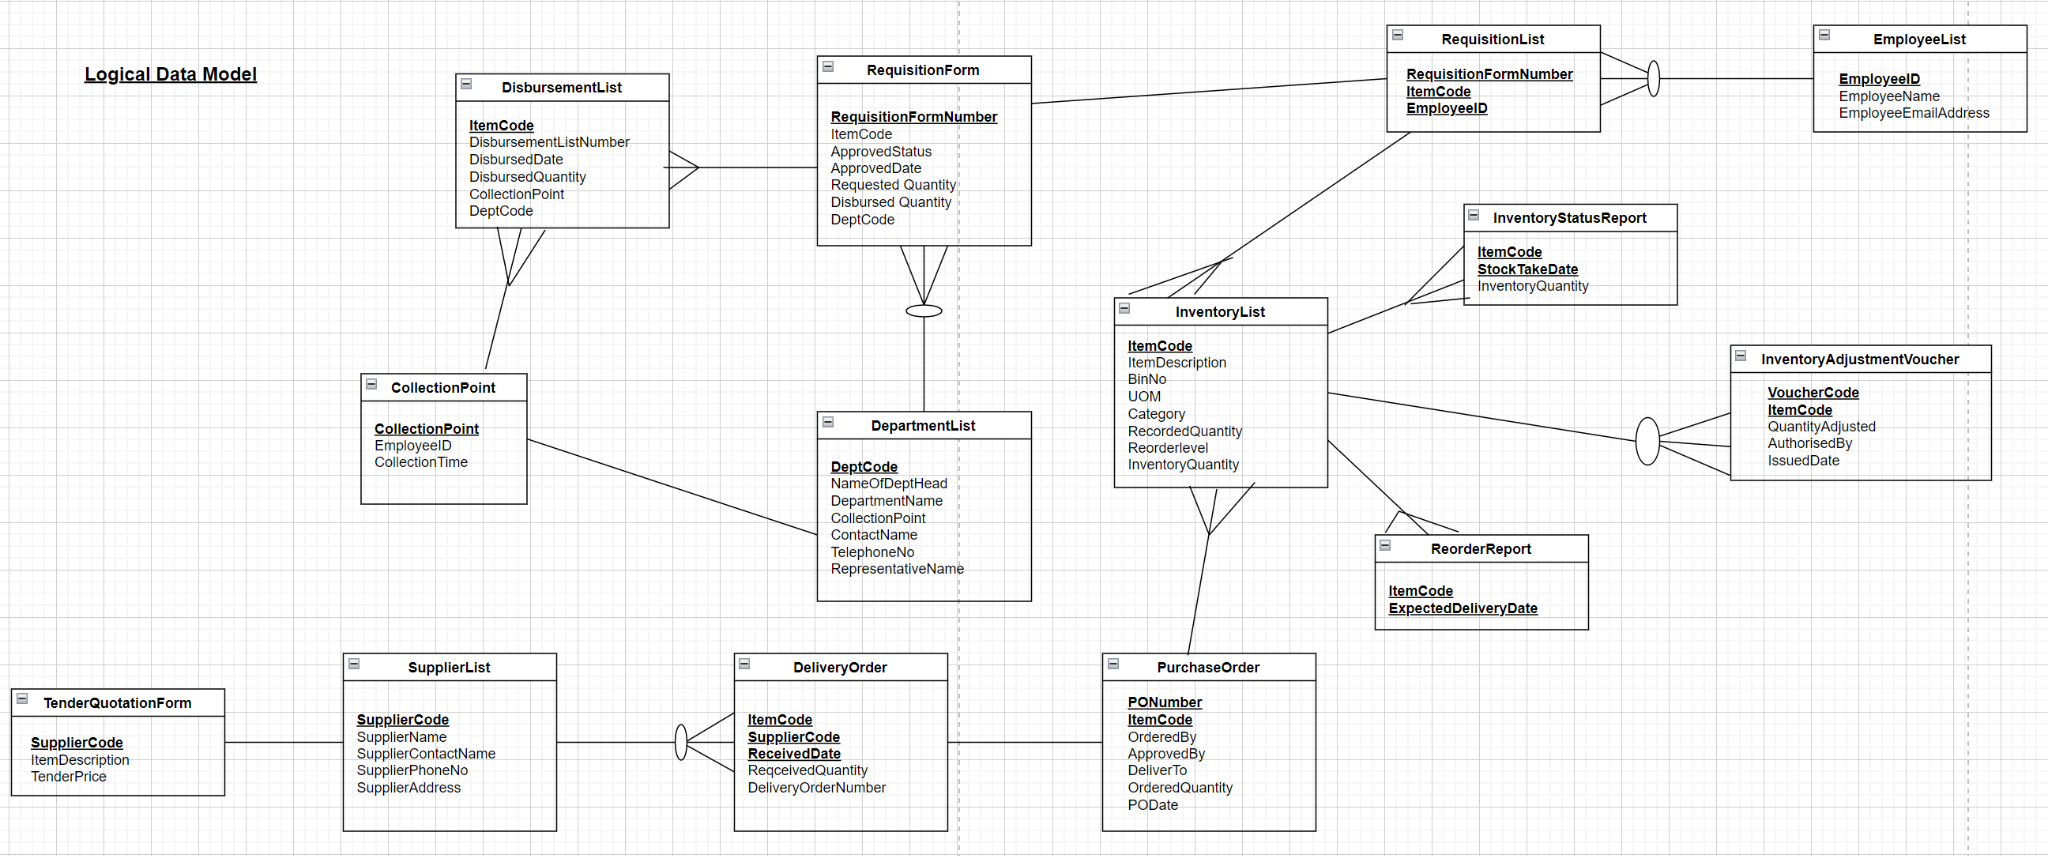 Logical Data Model
DisbursementList
ItemCode
DisbursementListNumber
DisbursedDate
DisbursedQuantity
CollectionPoint
DeptCode
RequisitionForm
RequisitionFormNumber
ItemCode
ApprovedStatus
ApprovedDate
Requested Quantity
Disbursed Quantity
DeptCode
RequisitionList
RequisitionFormNumber
ItemCode
EmployeeID
EmployeeList
EmployeeID
EmployeeName
EmployeeEmailAddress
InventoryStatusReport
ItemCode
StockTakeDate
InventoryQuantity
InventoryList
ItemCode
ItemDescription
BinNo
UOM
Category
RecordedQuantity
Reorderlevel
InventoryQuantity
InventoryAdjustmentVoucher
VoucherCode
ItemCode
QuantityAdjusted
AuthorisedBy
IssuedDate
CollectionPoint
CollectionPoint
EmployeeID
CollectionTime
DepartmentList
DeptCode
NameOfDeptHead
DepartmentName
CollectionPoint
ContactName
TelephoneNo
RepresentativeName
ReorderReport
ItemCode
ExpectedDeliveryDate
TenderQuotationForm
SupplierCode
ItemDescription
TenderPrice
SupplierList
SupplierCode
SupplierName
SupplierContactName
SupplierPhoneNo
SupplierAddress
DeliveryOrder
ItemCode
SupplierCode
ReceivedDate
ReqceivedQuantity
DeliveryOrderNumber
PurchaseOrder
PONumber
ItemCode
OrderedBy
ApprovedBy
DeliverTo
OrderedQuantity
PODate